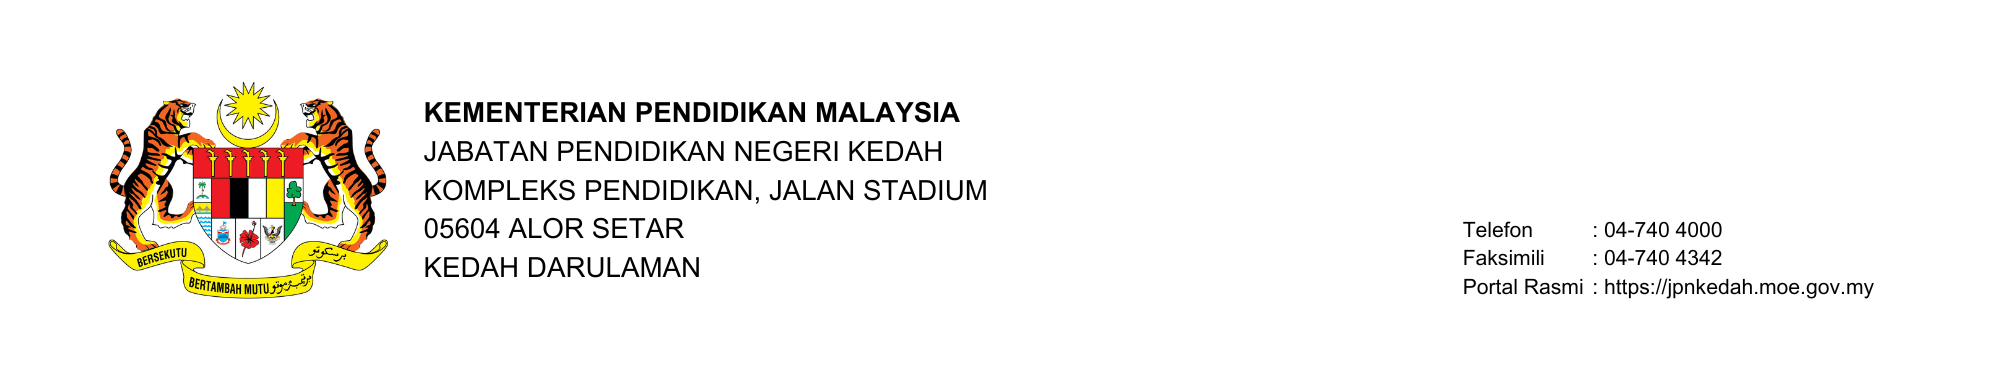 KEMENTERIAN PENDIDIKAN MALAYSIA
JABATAN PENDIDIKAN NEGERI KEDAH
KOMPLEKS PENDIDIKAN, JALAN STADIUM
05604 ALOR SETAR
KEDAH DARULAMAN
Telefon : 04-740 4000
Faksimili : 04-740 4342
Portal Rasmi : https://jpnkedah.moe.gov.my
BERSEKUTU برسكوتو
BERTAMBAH MUTU برتمبه موتو